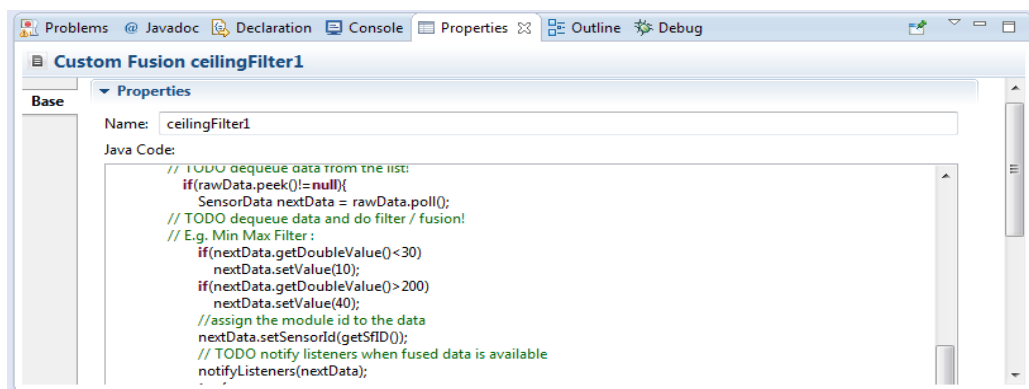 Problems @ Javadoc Declaration Console Properties Outline Debug
Custom Fusion ceilingFilter1
Base
Properties
Name: ceilingFilter1
Java Code:
// TODO dequeue data from the list!
if(rawData.peek()!=null){
SensorData nextData = rawData.poll();
// TODO dequeue data and do filter / fusion!
// E.g. Min Max Filter :
if(nextData.getDoubleValue()<30)
nextData.setValue(10);
if(nextData.getDoubleValue()>200)
nextData.setValue(40);
//assign the module id to the data
nextData.setSensorId(getSfID());
// TODO notify listeners when fused data is available
notifyListeners(nextData);